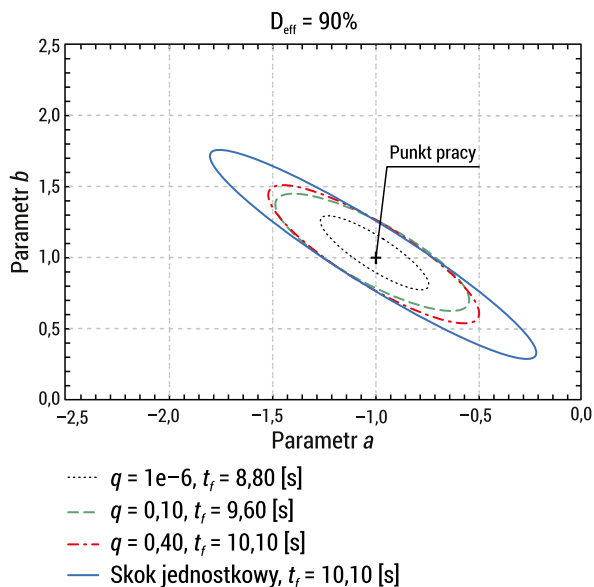 D_eff = 90%
2,5
2,0
1,5
1,0
0,5
0,0
Parametr b
Punkt pracy
–2,5 –2,0 –1,5 –1,0 –0,5 0,0
Parametr a
q = 1e–6, t_f = 8,80 [s]
q = 0,10, t_f = 9,60 [s]
q = 0,40, t_f = 10,10 [s]
Skok jednostkowy, t_f = 10,10 [s]